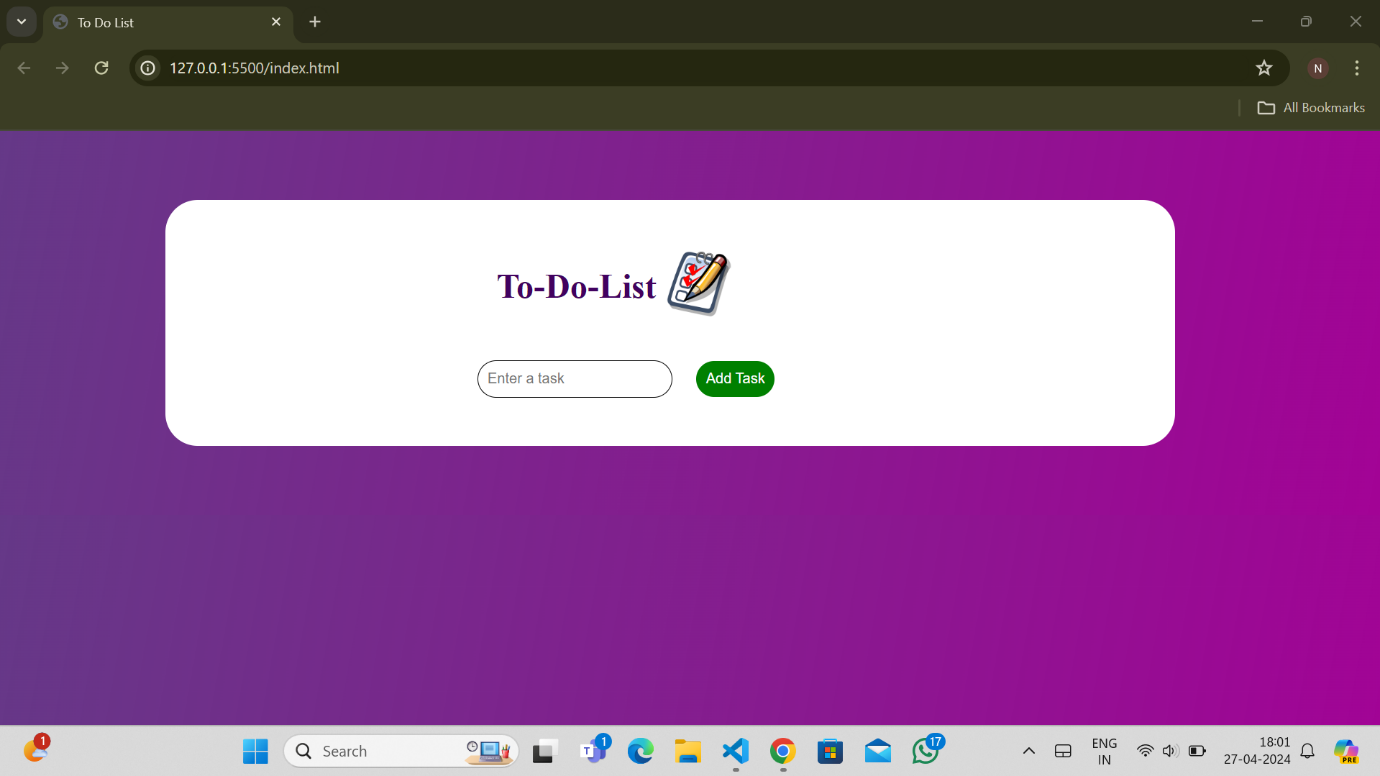 To Do List
127.0.0.1:5500/index.html
N
All Bookmarks
To-Do-List
Enter a task
Add Task
1
Search
T
1
17
ENG
IN
18:01
27-04-2024
PRE